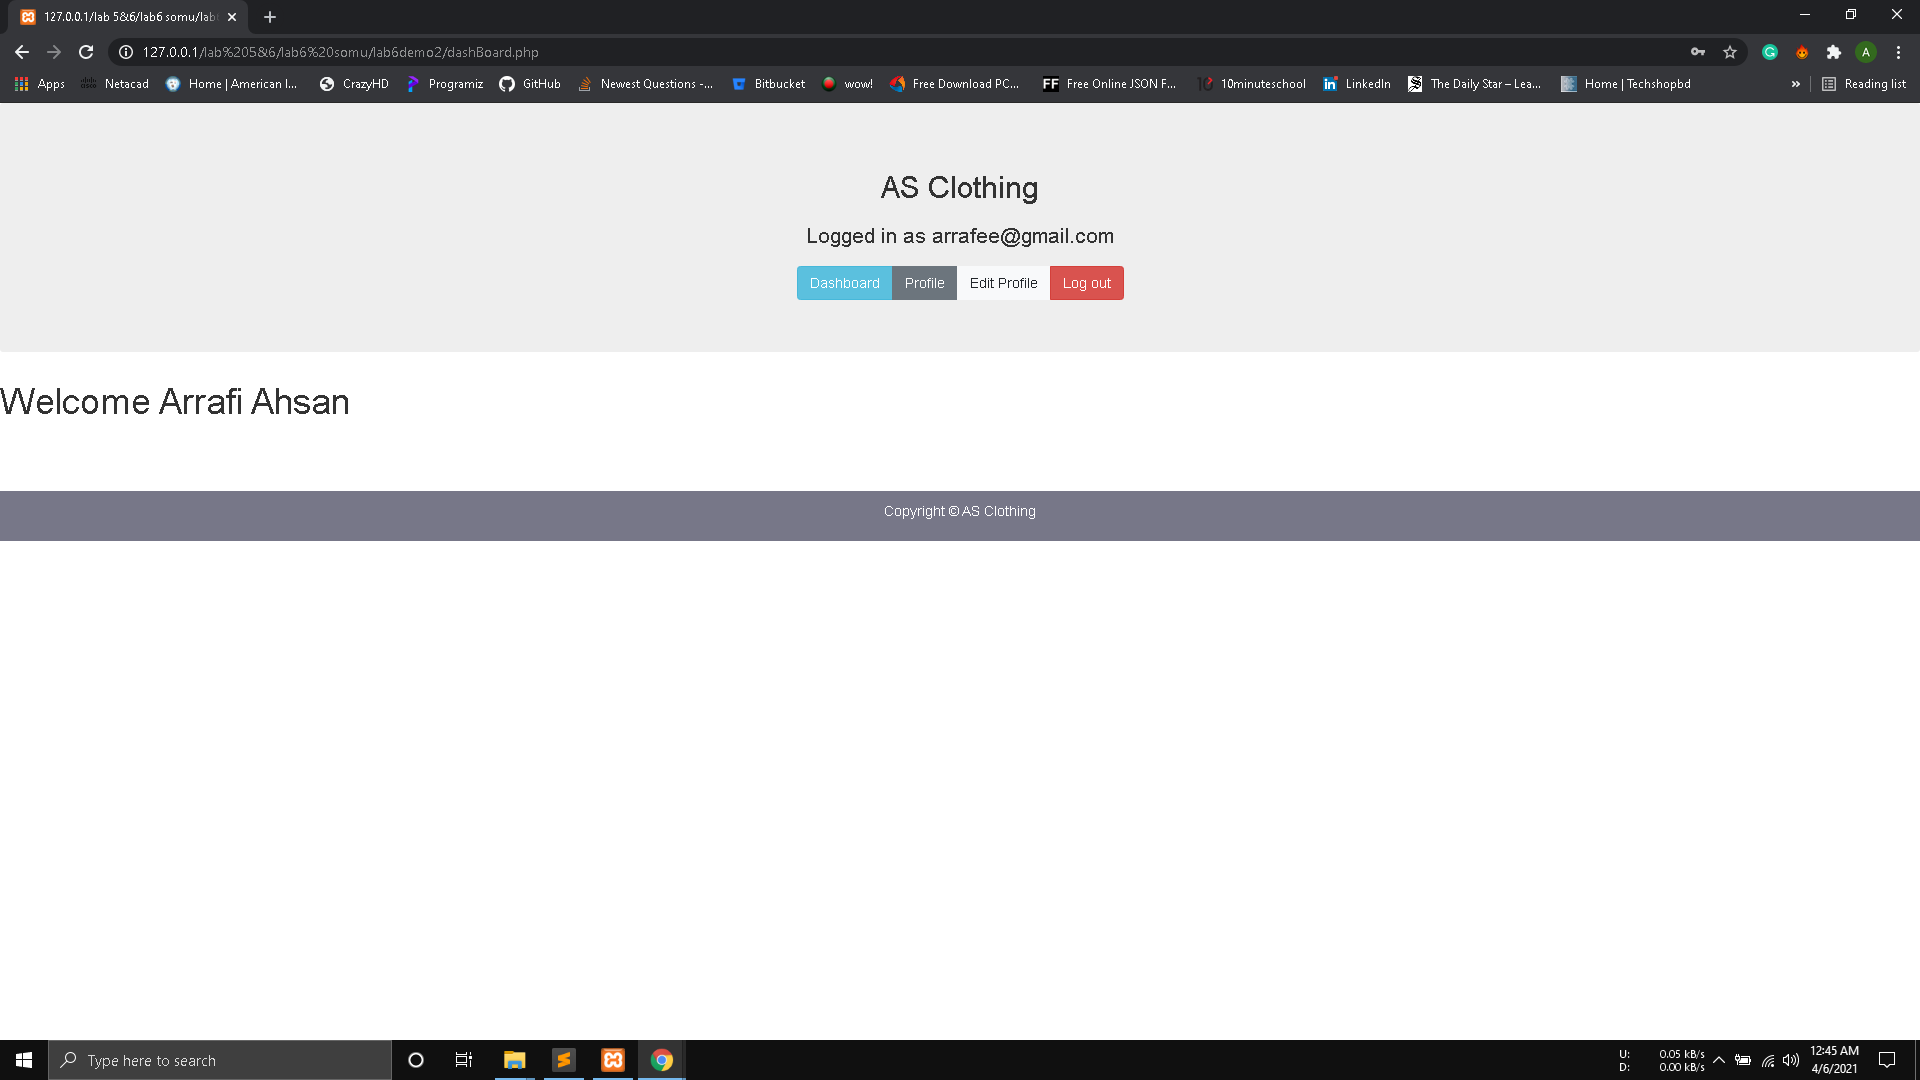 127.0.0.1/lab 5&6/lab6 somu/lab
127.0.0.1/lab%205&6/lab6%20somu/lab6demo2/dashBoard.php
A
Apps Netacad Home | American I... CrazyHD Programiz GitHub Newest Questions -... Bitbucket wow! Free Download PC... FF Free Online JSON F... 10minuteschool in LinkedIn The Daily Star – Lea... Home | Techshopbd » Reading list
AS Clothing
Logged in as arrafee@gmail.com
Dashboard Profile Edit Profile Log out
Welcome Arrafi Ahsan
Copyright © AS Clothing
Type here to search
U: 0.05 kB/s
D: 0.00 kB/s
12:45 AM
4/6/2021